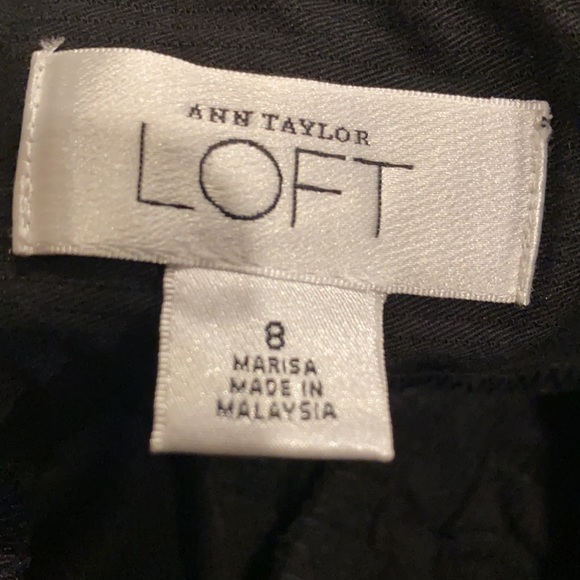 ANN TAYLOR
LOFT
8
MARISA
MADE IN
MALAYSIA